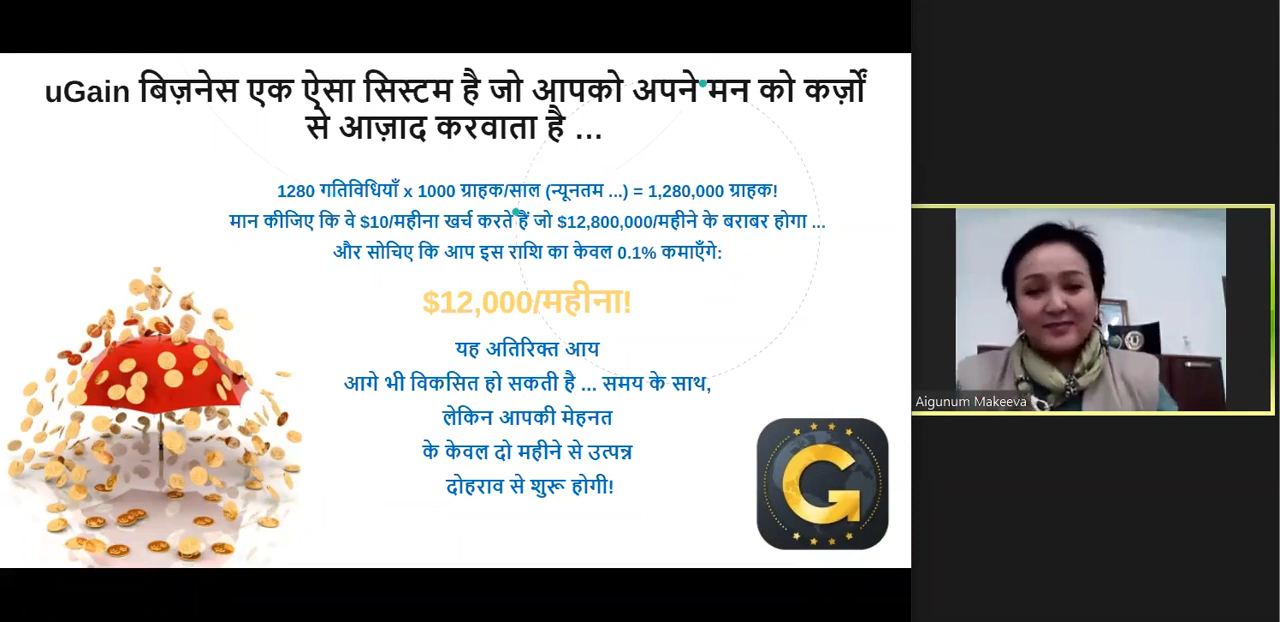 uGain बिज़नेस एक ऐसा सिस्टम है जो आपको अपने मन को कर्ज़ों
से आज़ाद करवाता है ...
1280 गतिविधियाँ x 1000 ग्राहक/साल (न्यूनतम ...) = 1,280,000 ग्राहक!
मान कीजिए कि वे $10/महीना खर्च करते हैं जो $12,800,000/महीने के बराबर होगा ...
और सोचिए कि आप इस राशि का केवल 0.1% कमाएँगे:
$12,000/महीना!
यह अतिरिक्त आय
आगे भी विकसित हो सकती है ... समय के साथ,
लेकिन आपकी मेहनत
के केवल दो महीने से उत्पन्न
दोहराव से शुरू होगी!
G
Aigunum Makeeva